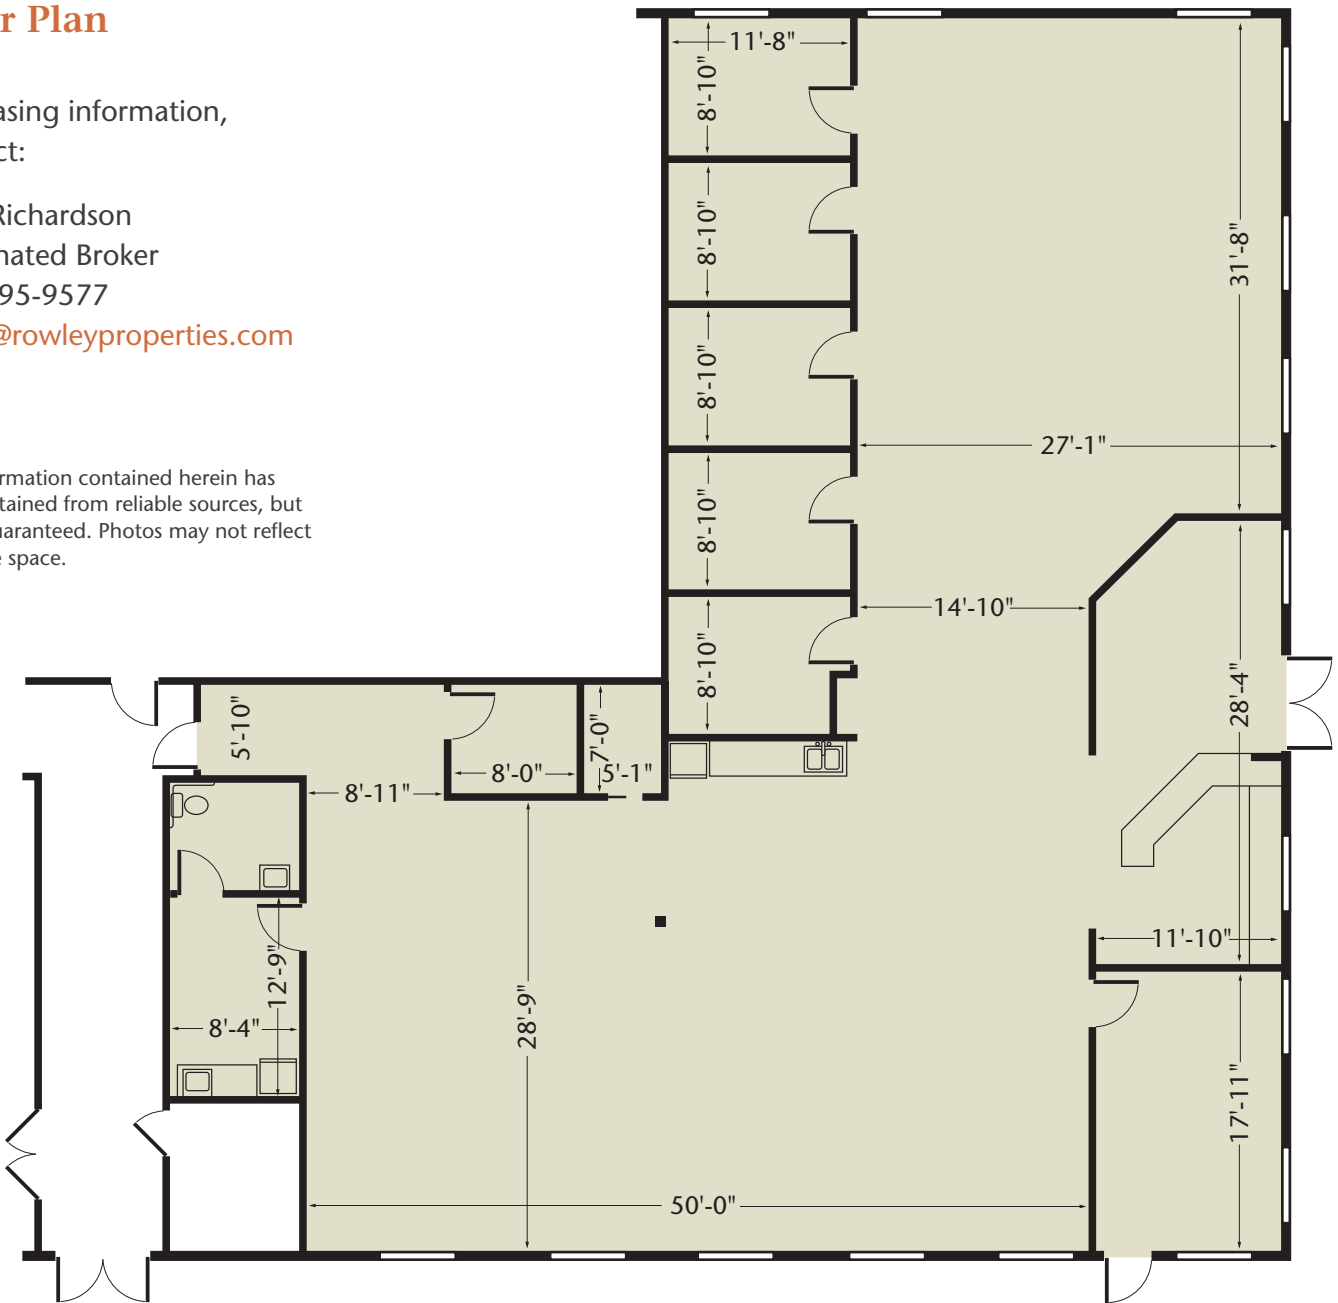 r Plan
asing information,
ct:
Richardson
nated Broker
95-9577
@rowleyproperties.com
rmation contained herein has
tained from reliable sources, but
uaranteed. Photos may not reflect
e space.
11'-8"
8'-10"
8'-10"
31'-8"
8'-10"
27'-1"
8'-10"
14'-10"
8'-10"
28'-4"
5'-10"
7'-0"
8'-0"
5'-1"
8'-11"
11'-10"
12'-9"
28'-9"
8'-4"
17'-11"
50'-0"